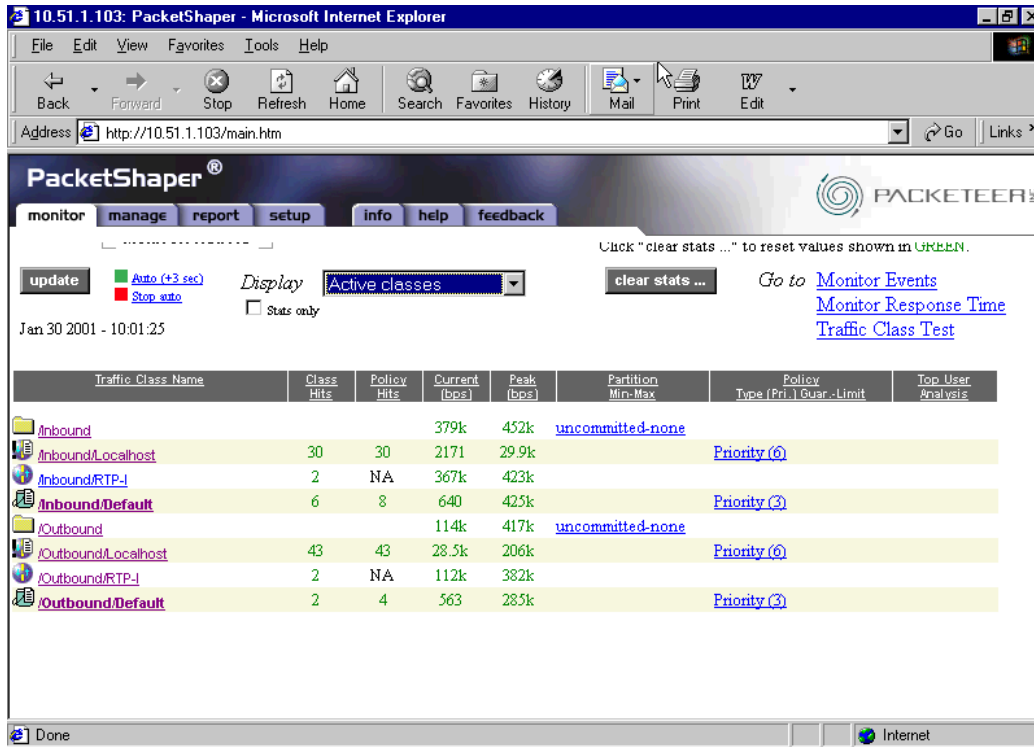 10.51.1.103: PacketShaper - Microsoft Internet Explorer
File Edit View Favorites Tools Help
Back Forward Stop Refresh Home Search Favorites History Mail Print Edit
Address http://10.51.1.103/main.htm Go Links
PacketShaper ®
PACKETEER
monitor manage report setup info help feedback
Click "clear stats ..." to reset values shown in GREEN.
update Auto (+3 sec) Display Active classes clear stats ... Go to Monitor Events
Stop auto Stats only Monitor Response Time
Jan 30 2001 - 10:01:25 Traffic Class Test
Traffic Class Name Class Hits Policy Hits Current (bps) Peak (bps) Partition Min-Max Policy Type (Pri.) Guar.-Limit Top User Analysis
/Inbound 379k 452k uncommitted-none
/Inbound/Localhost 30 30 2171 29.9k Priority (6)
/Inbound/RTP-I 2 NA 367k 423k
/Inbound/Default 6 8 640 425k Priority (3)
/Outbound 114k 417k uncommitted-none
/Outbound/Localhost 43 43 28.5k 206k Priority (6)
/Outbound/RTP-I 2 NA 112k 382k
/Outbound/Default 2 4 563 285k Priority (3)
Done Internet